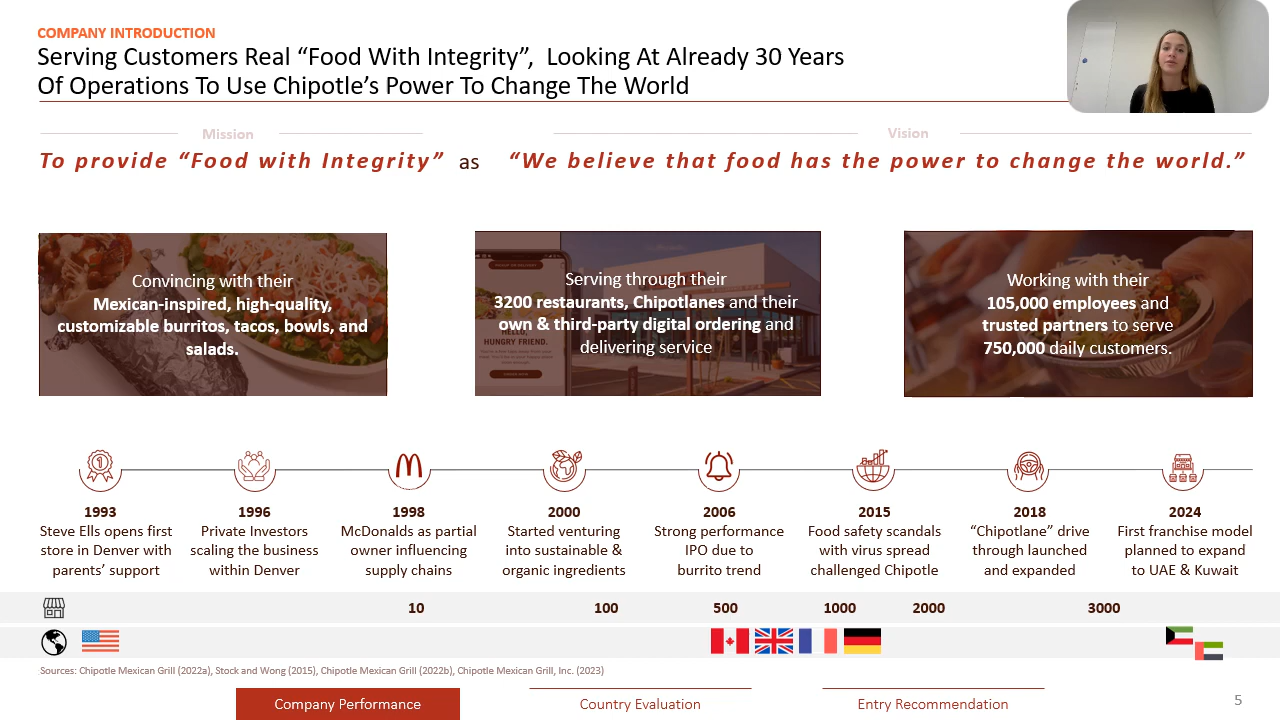 COMPANY INTRODUCTION
Serving Customers Real “Food With Integrity”,  Looking At Already 30 Years
Of Operations To Use Chipotle’s Power To Change The World
Mission
Vision
To provide “Food with Integrity” as “We believe that food has the power to change the world.”
Convincing with their
Mexican-inspired, high-quality,
customizable burritos, tacos, bowls, and
salads.
Serving through their
3200 restaurants, Chipotlanes and their
own & third-party digital ordering and
delivering service
HUNGRY FRIEND.
Working with their
105,000 employees and
trusted partners to serve
750,000 daily customers.
1993
Steve Ells opens first
store in Denver with
parents’ support
1996
Private Investors
scaling the business
within Denver
1998
McDonalds as partial
owner influencing
supply chains
2000
Started venturing
into sustainable &
organic ingredients
2006
Strong performance
IPO due to
burrito trend
2015
Food safety scandals
with virus spread
challenged Chipotle
2018
“Chipotlane” drive
through launched
and expanded
2024
First franchise model
planned to expand
to UAE & Kuwait
10 100 500 1000 2000 3000
Sources: Chipotle Mexican Grill (2022a), Stock and Wong (2015), Chipotle Mexican Grill (2022b), Chipotle Mexican Grill, Inc. (2023)
Company Performance
Country Evaluation
Entry Recommendation
5